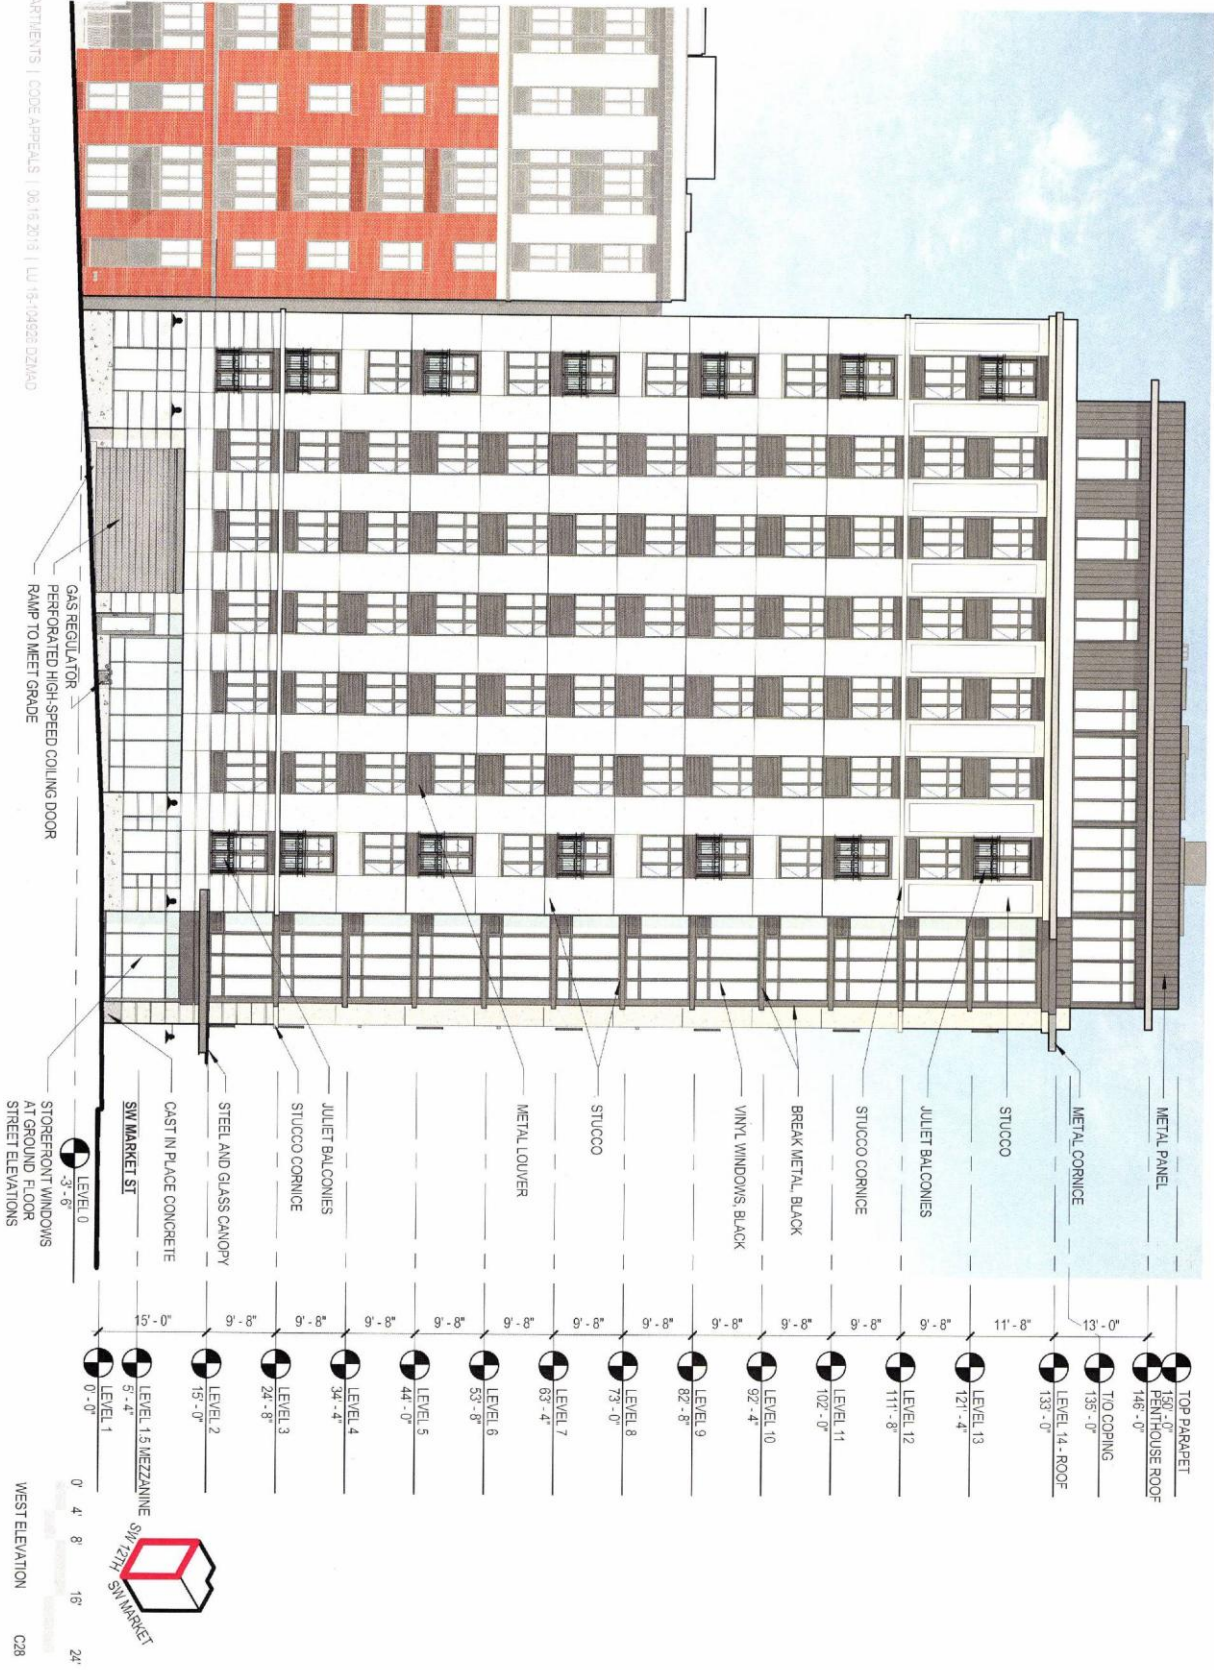 TOP PARAPET
150' - 0"
PENTHOUSE ROOF
146' - 0"
T/O COPING
135' - 0"
LEVEL 14 - ROOF
133' - 0"
LEVEL 13
121' - 4"
LEVEL 12
111' - 8"
LEVEL 11
102' - 0"
LEVEL 10
92' - 4"
LEVEL 9
82' - 8"
LEVEL 8
73' - 0"
LEVEL 7
63' - 4"
LEVEL 6
53' - 8"
LEVEL 5
44' - 0"
LEVEL 4
34' - 4"
LEVEL 3
24' - 8"
LEVEL 2
15' - 0"
LEVEL 1.5 MEZZANINE
5' - 4"
LEVEL 1
0' - 0"
13' - 0"
11' - 8"
9' - 8"
9' - 8"
9' - 8"
9' - 8"
9' - 8"
9' - 8"
9' - 8"
9' - 8"
9' - 8"
9' - 8"
9' - 8"
15' - 0"
METAL PANEL
METAL CORNICE
STUCCO
JULIET BALCONIES
STUCCO CORNICE
BREAK METAL, BLACK
VINYL WINDOWS, BLACK
STUCCO
METAL LOUVER
JULIET BALCONIES
STUCCO CORNICE
STEEL AND GLASS CANOPY
CAST IN PLACE CONCRETE
SW MARKET ST
LEVEL 0
-3' - 6"
STOREFRONT WINDOWS
AT GROUND FLOOR
STREET ELEVATIONS
GAS REGULATOR
PERFORATED HIGH-SPEED COILING DOOR
RAMP TO MEET GRADE
SW 12TH
SW MARKET
0' 4' 8' 16' 24'
WEST ELEVATION C28
ARTMENTS | CODE APPEALS | 06.16.2016 | LU 16-104926 DZMAD